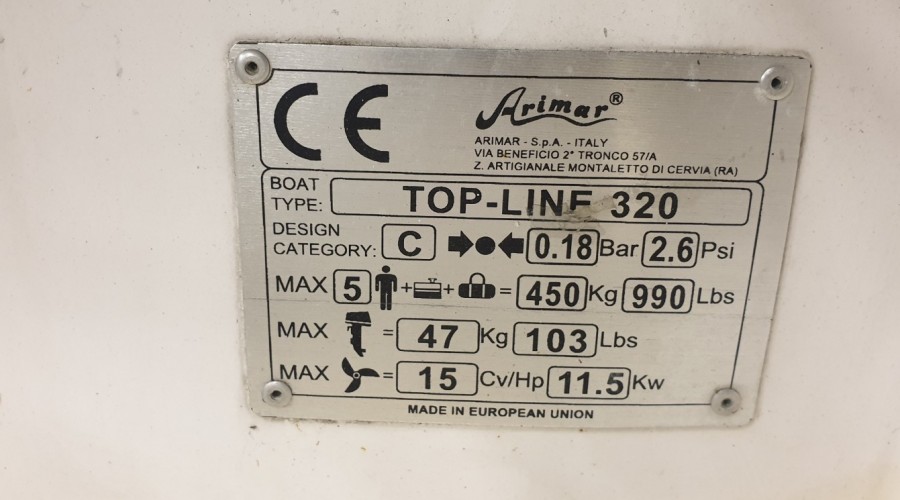 CE
Arimar®
ARIMAR - S.p.A. - ITALY
VIA BENEFICIO 2° TRONCO 57/A
Z. ARTIGIANALE MONTALETTO DI CERVIA (RA)
BOAT TYPE: TOP-LINE 320
DESIGN CATEGORY: C 0.18 Bar 2.6 Psi
MAX 5 + + = 450 Kg 990 Lbs
MAX = 47 Kg 103 Lbs
MAX = 15 Cv/Hp 11.5 Kw
MADE IN EUROPEAN UNION